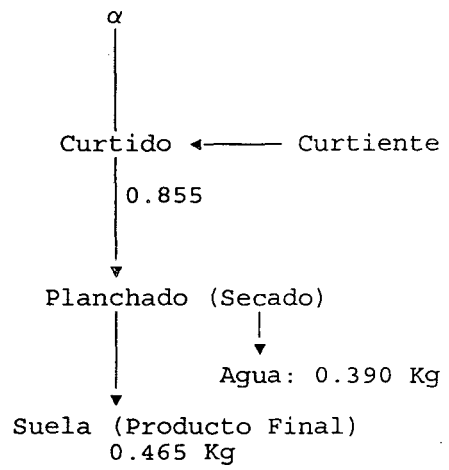 α
Curtido Curtiente
0.855
Planchado (Secado)
Agua: 0.390 Kg
Suela (Producto Final)
0.465 Kg